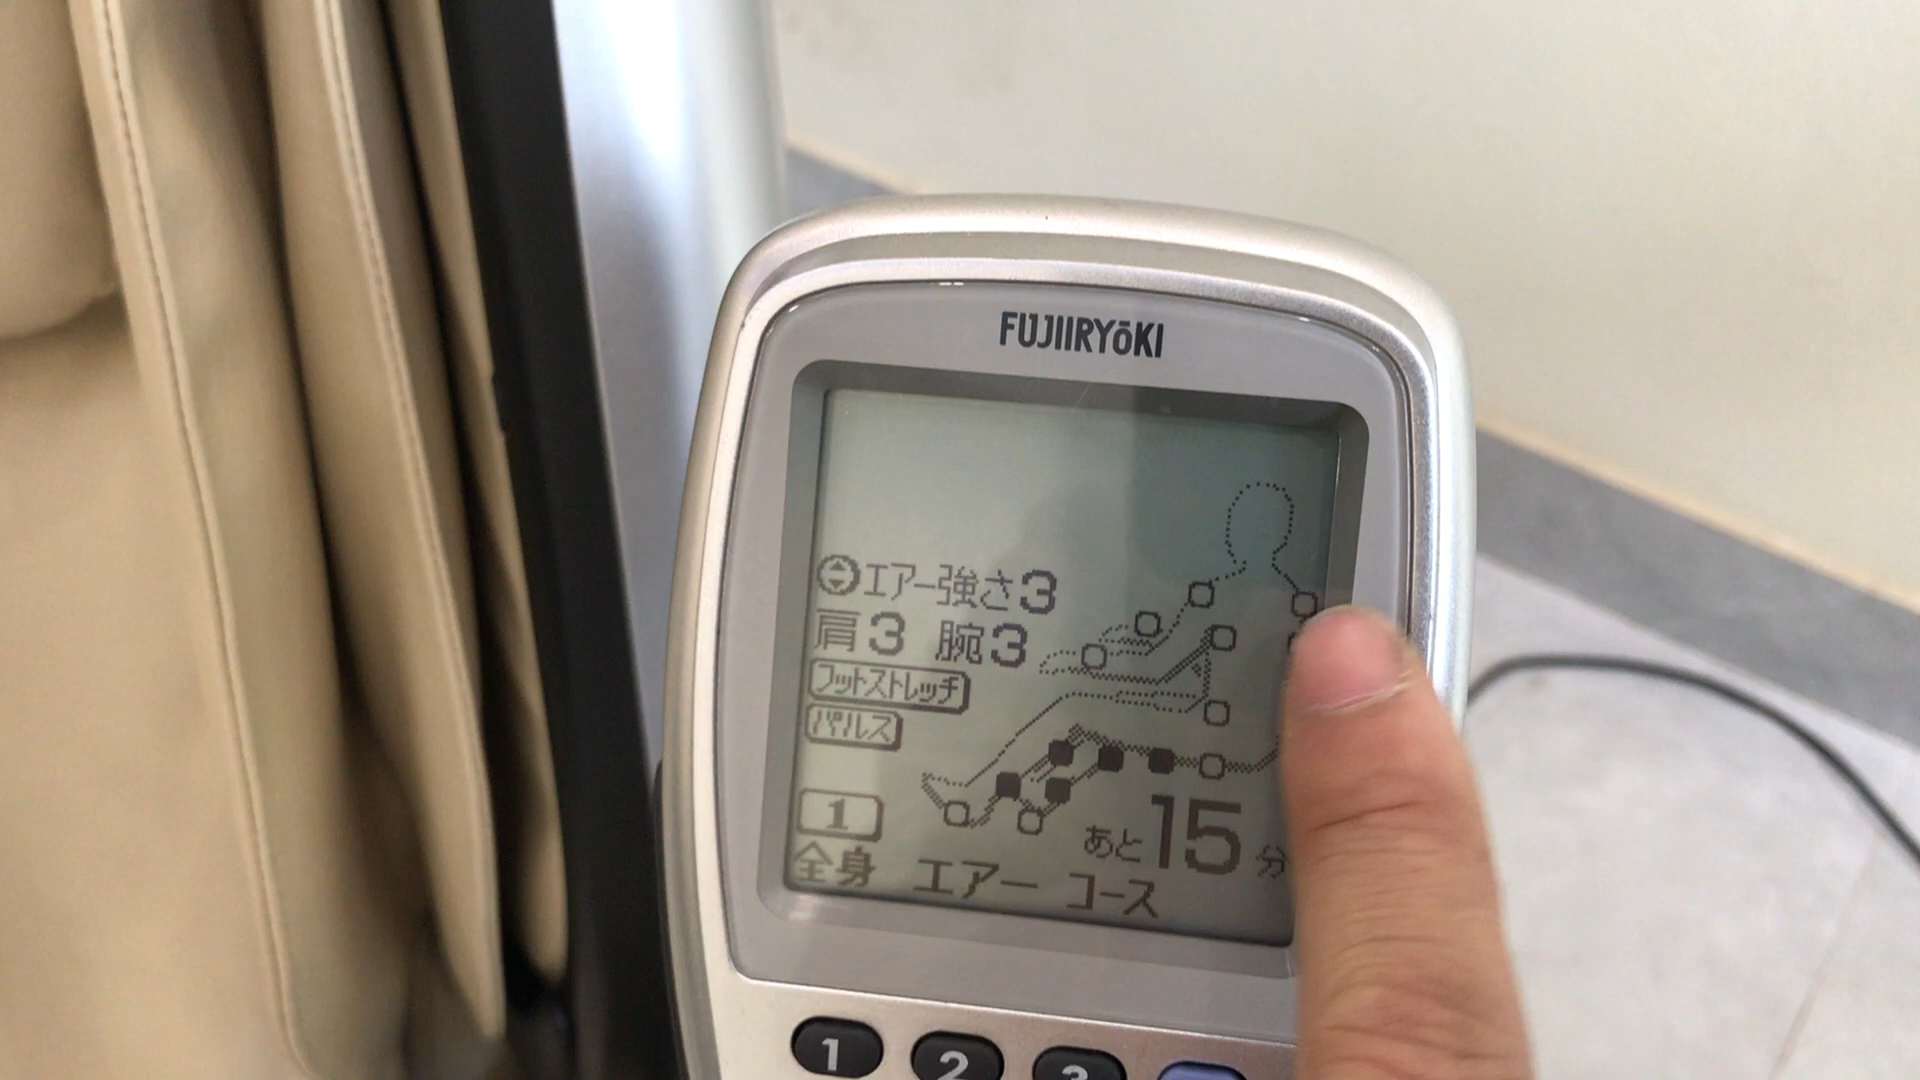 FUJIIRYōKI
エアー強さ3
肩3 腕3
フットストレッチ
パルス
あと15分
1
全身 エアー コース
1 2 3